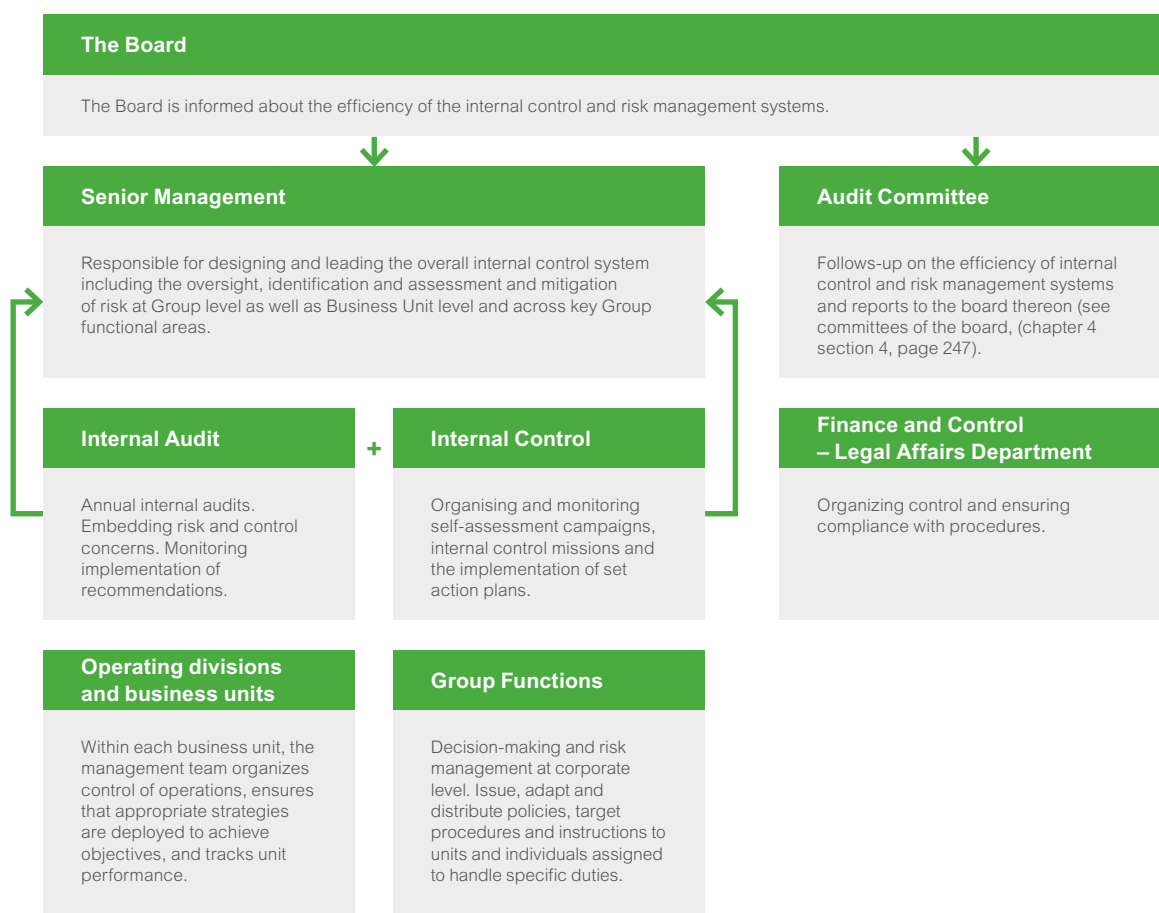 The Board
The Board is informed about the efficiency of the internal control and risk management systems.
Senior Management
Responsible for designing and leading the overall internal control system
including the oversight, identification and assessment and mitigation
of risk at Group level as well as Business Unit level and across key Group
functional areas.
Audit Committee
Follows-up on the efficiency of internal
control and risk management systems
and reports to the board thereon (see
committees of the board, (chapter 4
section 4, page 247).
Internal Audit
Annual internal audits.
Embedding risk and control
concerns. Monitoring
implementation of
recommendations.
+
Internal Control
Organising and monitoring
self-assessment campaigns,
internal control missions and
the implementation of set
action plans.
Finance and Control
– Legal Affairs Department
Organizing control and ensuring
compliance with procedures.
Operating divisions
and business units
Within each business unit, the
management team organizes
control of operations, ensures
that appropriate strategies
are deployed to achieve
objectives, and tracks unit
performance.
Group Functions
Decision-making and risk
management at corporate
level. Issue, adapt and
distribute policies, target
procedures and instructions to
units and individuals assigned
to handle specific duties.